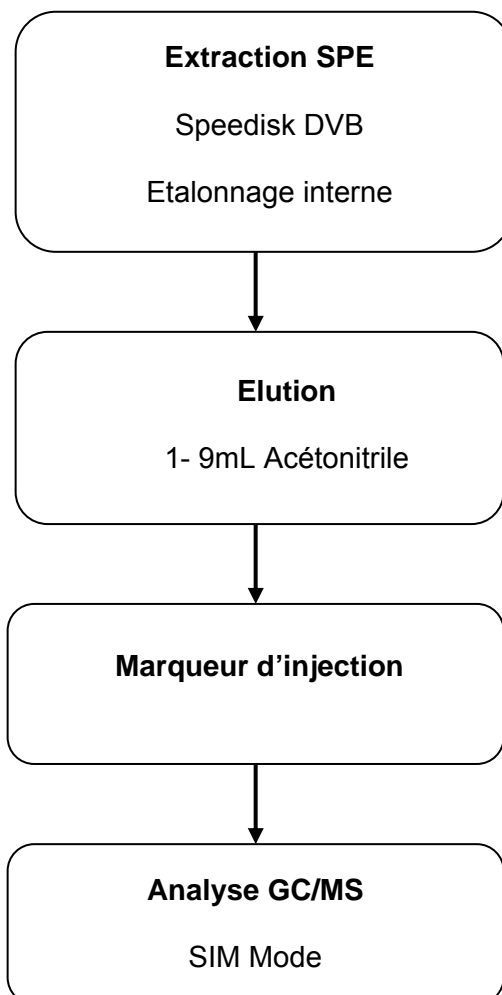 Extraction SPE
Speedisk DVB
Etalonnage interne
Elution
1- 9mL Acétonitrile
Marqueur d’injection
Analyse GC/MS
SIM Mode